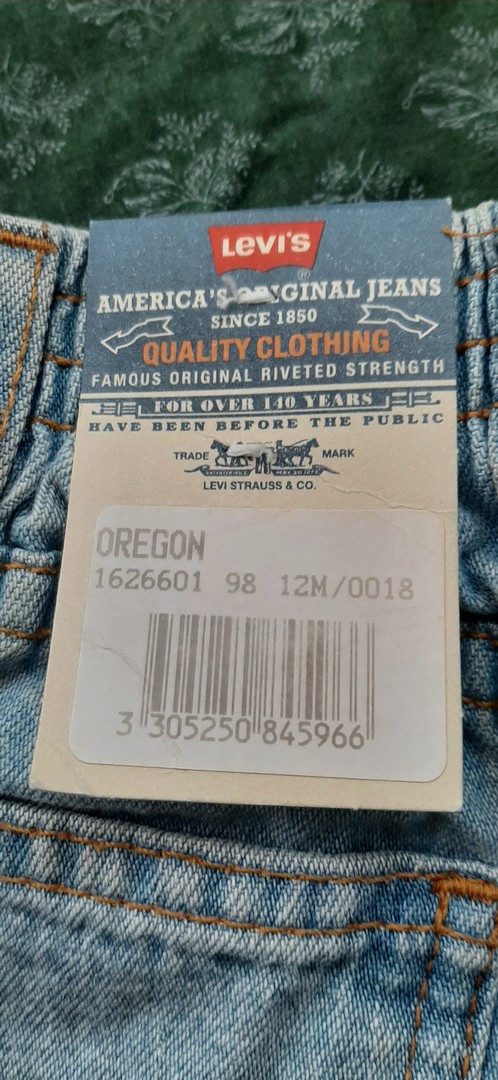 LEVI'S
®
AMERICA'S ORIGINAL JEANS
SINCE 1850
QUALITY CLOTHING
FAMOUS ORIGINAL RIVETED STRENGTH
FOR OVER 140 YEARS
HAVE BEEN BEFORE THE PUBLIC
TRADE MARK
LEVI STRAUSS & CO.
OREGON
1626601 98 12M/0018
3 305250 845966